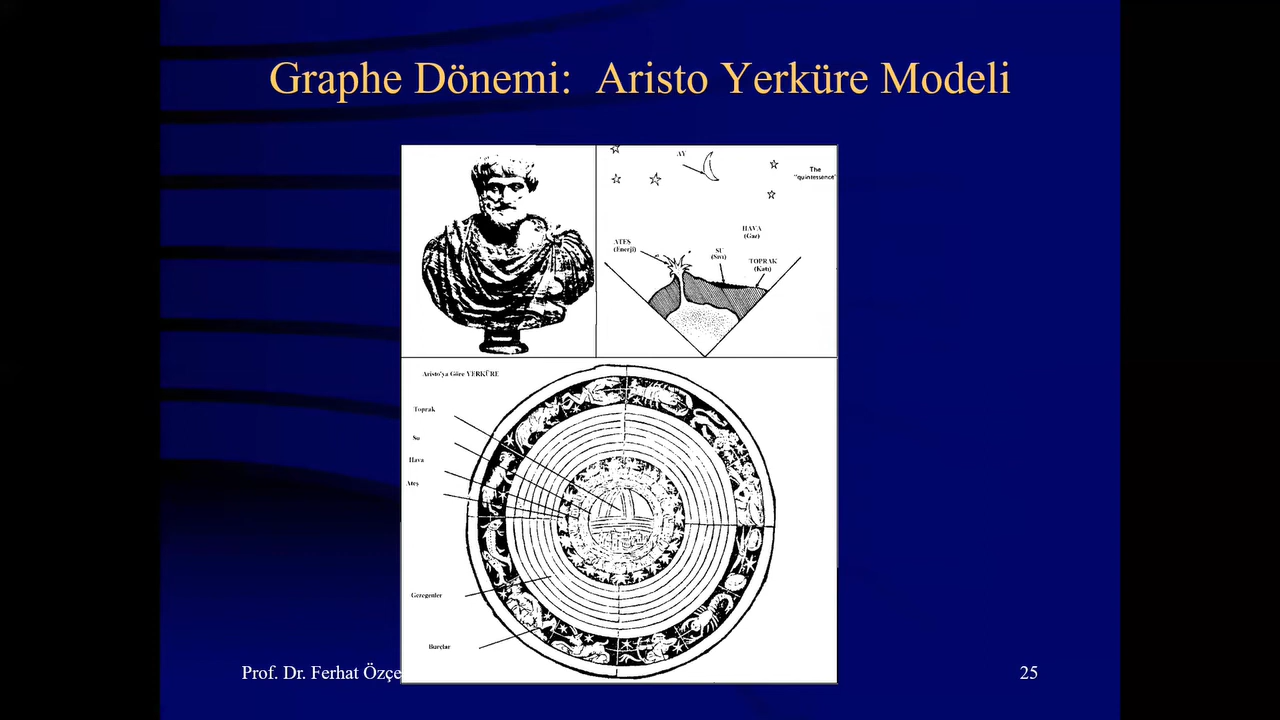 Graphe Dönemi: Aristo Yerküre Modeli
AY
The
"quintessence"
HAVA
(Gaz)
ATEŞ
(Enerji)
SU
(Sıvı)
TOPRAK
(Katı)
Aristo'ya Göre YERKÜRE
Toprak
Su
Hava
Ateş
Gezegenler
Burçlar
Prof. Dr. Ferhat Özçe
25